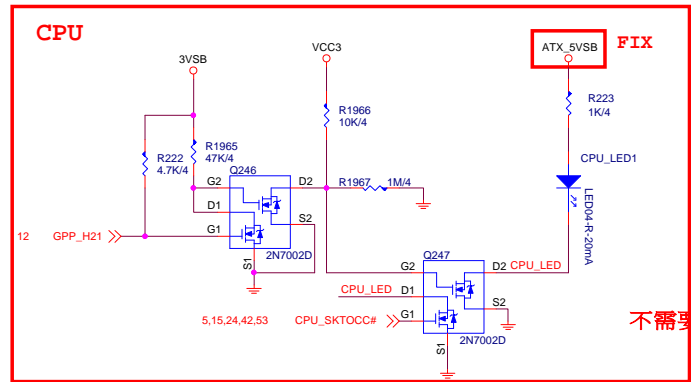 CPU
3VSB
VCC3
ATX_5VSB
FIX
R223
1K/4
R1966
10K/4
R222
4.7K/4
R1965
47K/4
CPU_LED1
LED04-R-20mA
Q246
G2
D2
D1
S2
G1
S1
2N7002D
R1967
1M/4
12
GPP_H21
Q247
G2
D2
CPU_LED
CPU_LED
D1
S2
5,15,24,42,53
CPU_SKTOCC#
G1
S1
2N7002D
不需要